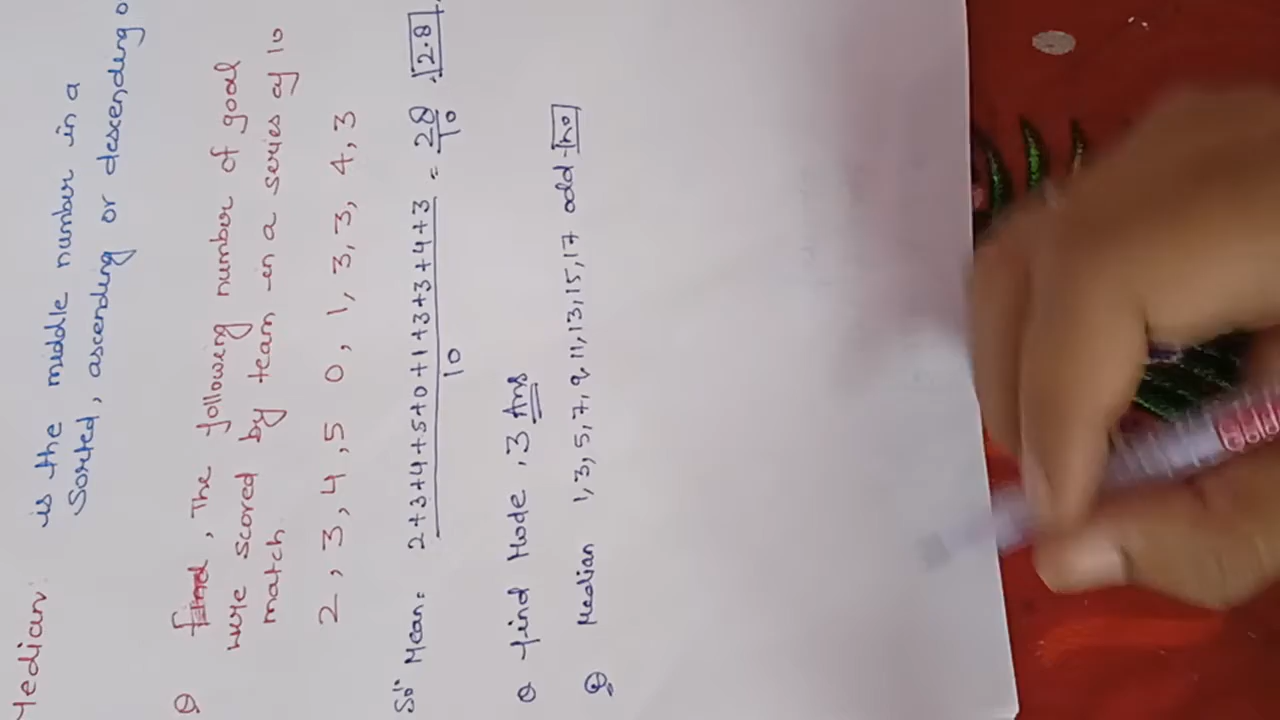 Median: is the middle number in a
Sorted, ascending or descending o
Q Find, The following number of goal
were scored by team in a series of 10
match.
2, 3, 4, 5 0, 1, 3, 3, 4, 3
Solⁿ Mean: 2+3+4+5+0+1+3+3+4+3 / 10 = 28/10 . 2.8
Q find Mode . 3 Ans
Q Median 1, 3, 5, 7, 9, 11, 13, 15, 17 odd no